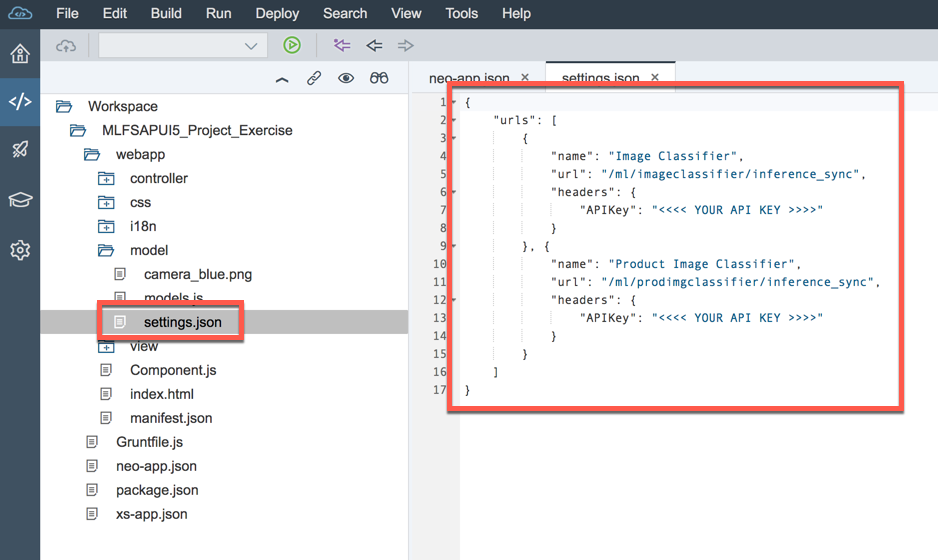 File Edit Build Run Deploy Search View Tools Help
neo-app.json × settings.json ×
Workspace
MLFSAPUI5_Project_Exercise
webapp
controller
css
i18n
model
camera_blue.png
models.js
settings.json
view
Component.js
index.html
manifest.json
Gruntfile.js
neo-app.json
package.json
xs-app.json
1 {
2 "urls": [
3 {
4 "name": "Image Classifier",
5 "url": "/ml/imageclassifier/inference_sync",
6 "headers": {
7 "APIKey": "<<<< YOUR API KEY >>>>"
8 }
9 }, {
10 "name": "Product Image Classifier",
11 "url": "/ml/prodimgclassifier/inference_sync",
12 "headers": {
13 "APIKey": "<<<< YOUR API KEY >>>>"
14 }
15 }
16 ]
17 }